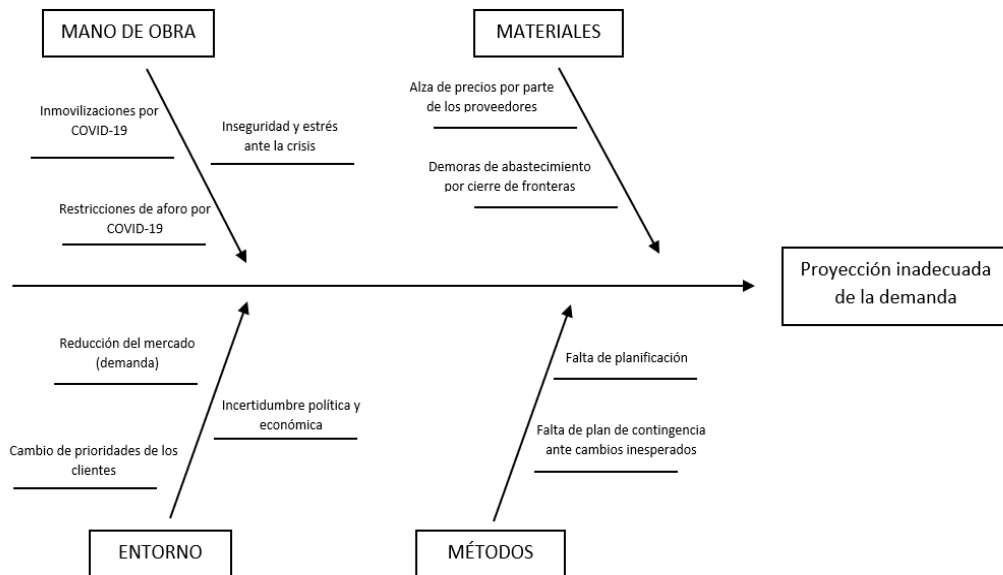 MANO DE OBRA
MATERIALES
Inmovilizaciones por
COVID-19
Inseguridad y estrés
ante la crisis
Restricciones de aforo por
COVID-19
Alza de precios por parte
de los proveedores
Demoras de abastecimiento
por cierre de fronteras
Proyección inadecuada
de la demanda
Reducción del mercado
(demanda)
Incertidumbre política y
económica
Cambio de prioridades de los
clientes
Falta de planificación
Falta de plan de contingencia
ante cambios inesperados
ENTORNO
MÉTODOS